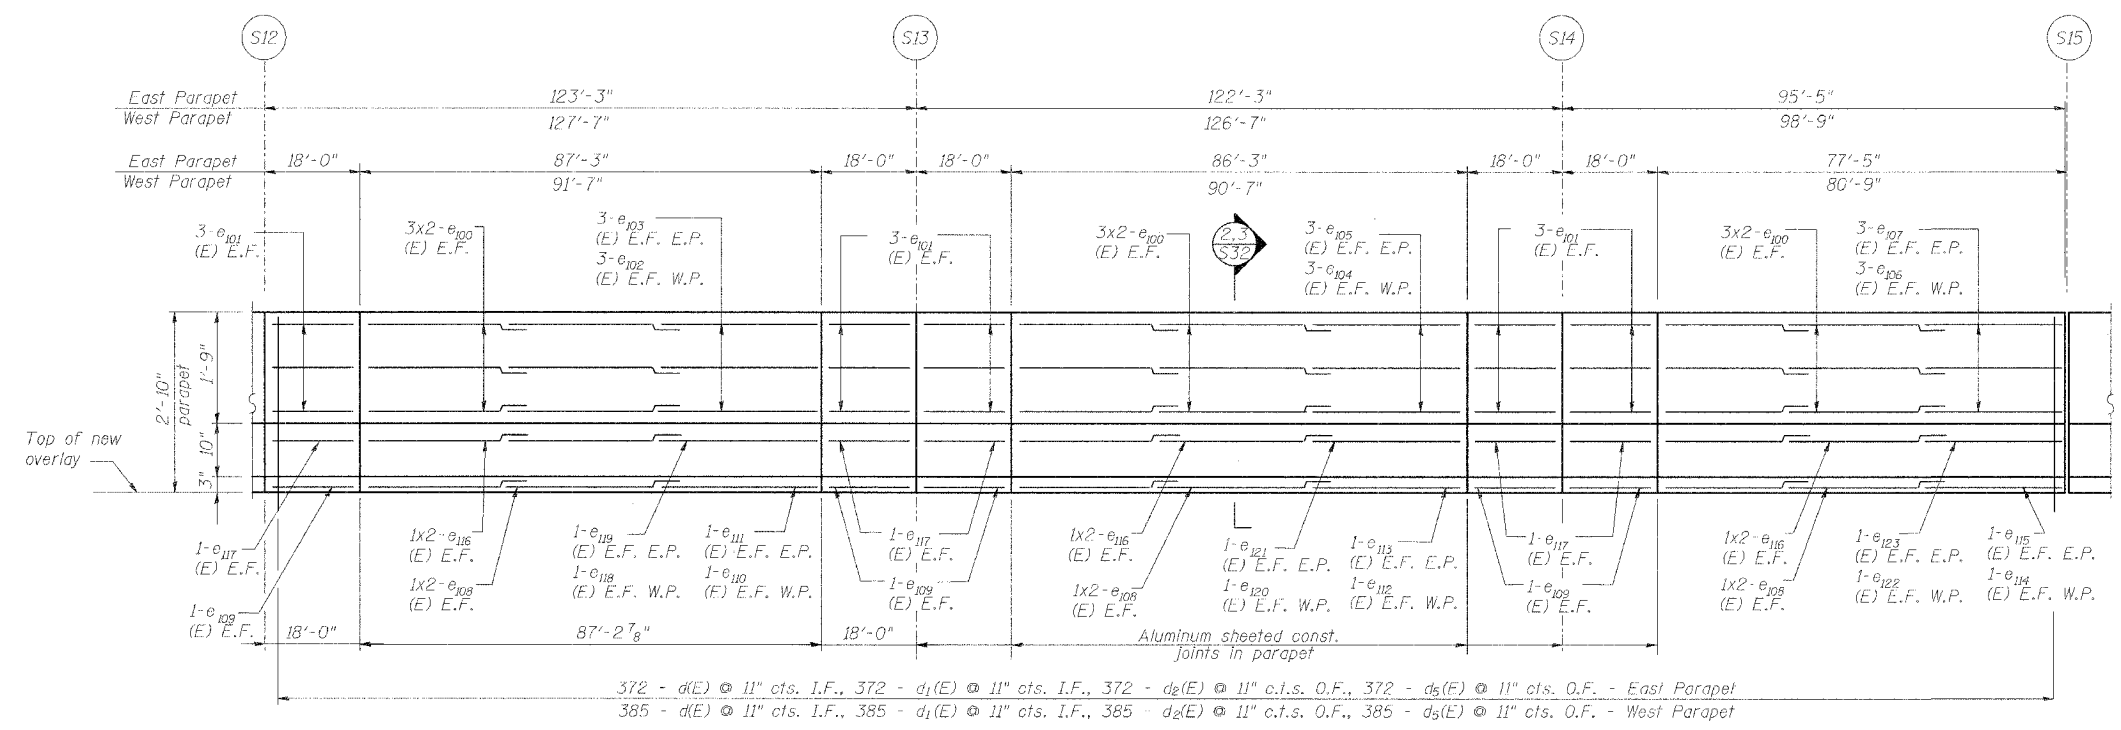 S12
S13
S14
S15
East Parapet
123'-3"
122'-3"
95'-5"
West Parapet
127'-7"
126'-7"
98'-9"
East Parapet
18'-0"
87'-3"
18'-0"
18'-0"
86'-3"
18'-0"
18'-0"
77'-5"
West Parapet
91'-7"
90'-7"
80'-9"
3-e101
(E) E.F.
3x2-e100
(E) E.F.
3-e103
(E) E.F. E.P.
3-e102
(E) E.F. W.P.
3-e101
(E) E.F.
3x2-e100
(E) E.F.
2,3
S32
3-e105
(E) E.F. E.P.
3-e104
(E) E.F. W.P.
3-e101
(E) E.F.
3x2-e100
(E) E.F.
3-e107
(E) E.F. E.P.
3-e106
(E) E.F. W.P.
2'-10"
parapet
1'-9"
10"
3"
Top of new
overlay
1-e117
(E) E.F.
1-e109
(E) E.F.
1x2-e116
(E) E.F.
1x2-e108
(E) E.F.
1-e119
(E) E.F. E.P.
1-e118
(E) E.F. W.P.
1-e111
(E) E.F. E.P.
1-e110
(E) E.F. W.P.
1-e117
(E) E.F.
1-e109
(E) E.F.
1x2-e116
(E) E.F.
1x2-e108
(E) E.F.
1-e121
(E) E.F. E.P.
1-e120
(E) E.F. W.P.
1-e113
(E) E.F. E.P.
1-e112
(E) E.F. W.P.
1-e117
(E) E.F.
1-e109
(E) E.F.
1x2-e116
(E) E.F.
1x2-e108
(E) E.F.
1-e123
(E) E.F. E.P.
1-e122
(E) E.F. W.P.
1-e115
(E) E.F. E.P.
1-e114
(E) E.F. W.P.
18'-0"
87'-2 7/8"
18'-0"
Aluminum sheeted const.
joints in parapet
372 - d(E) @ 11" cts. I.F., 372 - d1(E) @ 11" cts. I.F., 372 - d2(E) @ 11" c.t.s. O.F., 372 - d5(E) @ 11" cts. O.F. - East Parapet
385 - d(E) @ 11" cts. I.F., 385 - d1(E) @ 11" cts. I.F., 385 - d2(E) @ 11" c.t.s. O.F., 385 - d5(E) @ 11" cts. O.F. - West Parapet